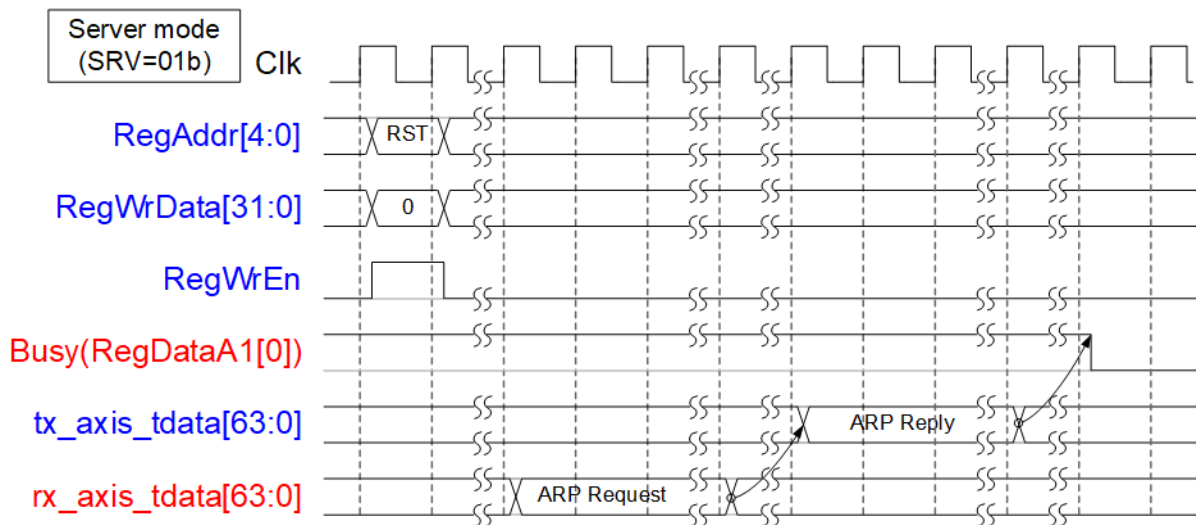 Server mode
(SRV=01b)
Clk
RegAddr[4:0]
RST
RegWrData[31:0]
0
RegWrEn
Busy(RegDataA1[0])
tx_axis_tdata[63:0]
ARP Reply
rx_axis_tdata[63:0]
ARP Request